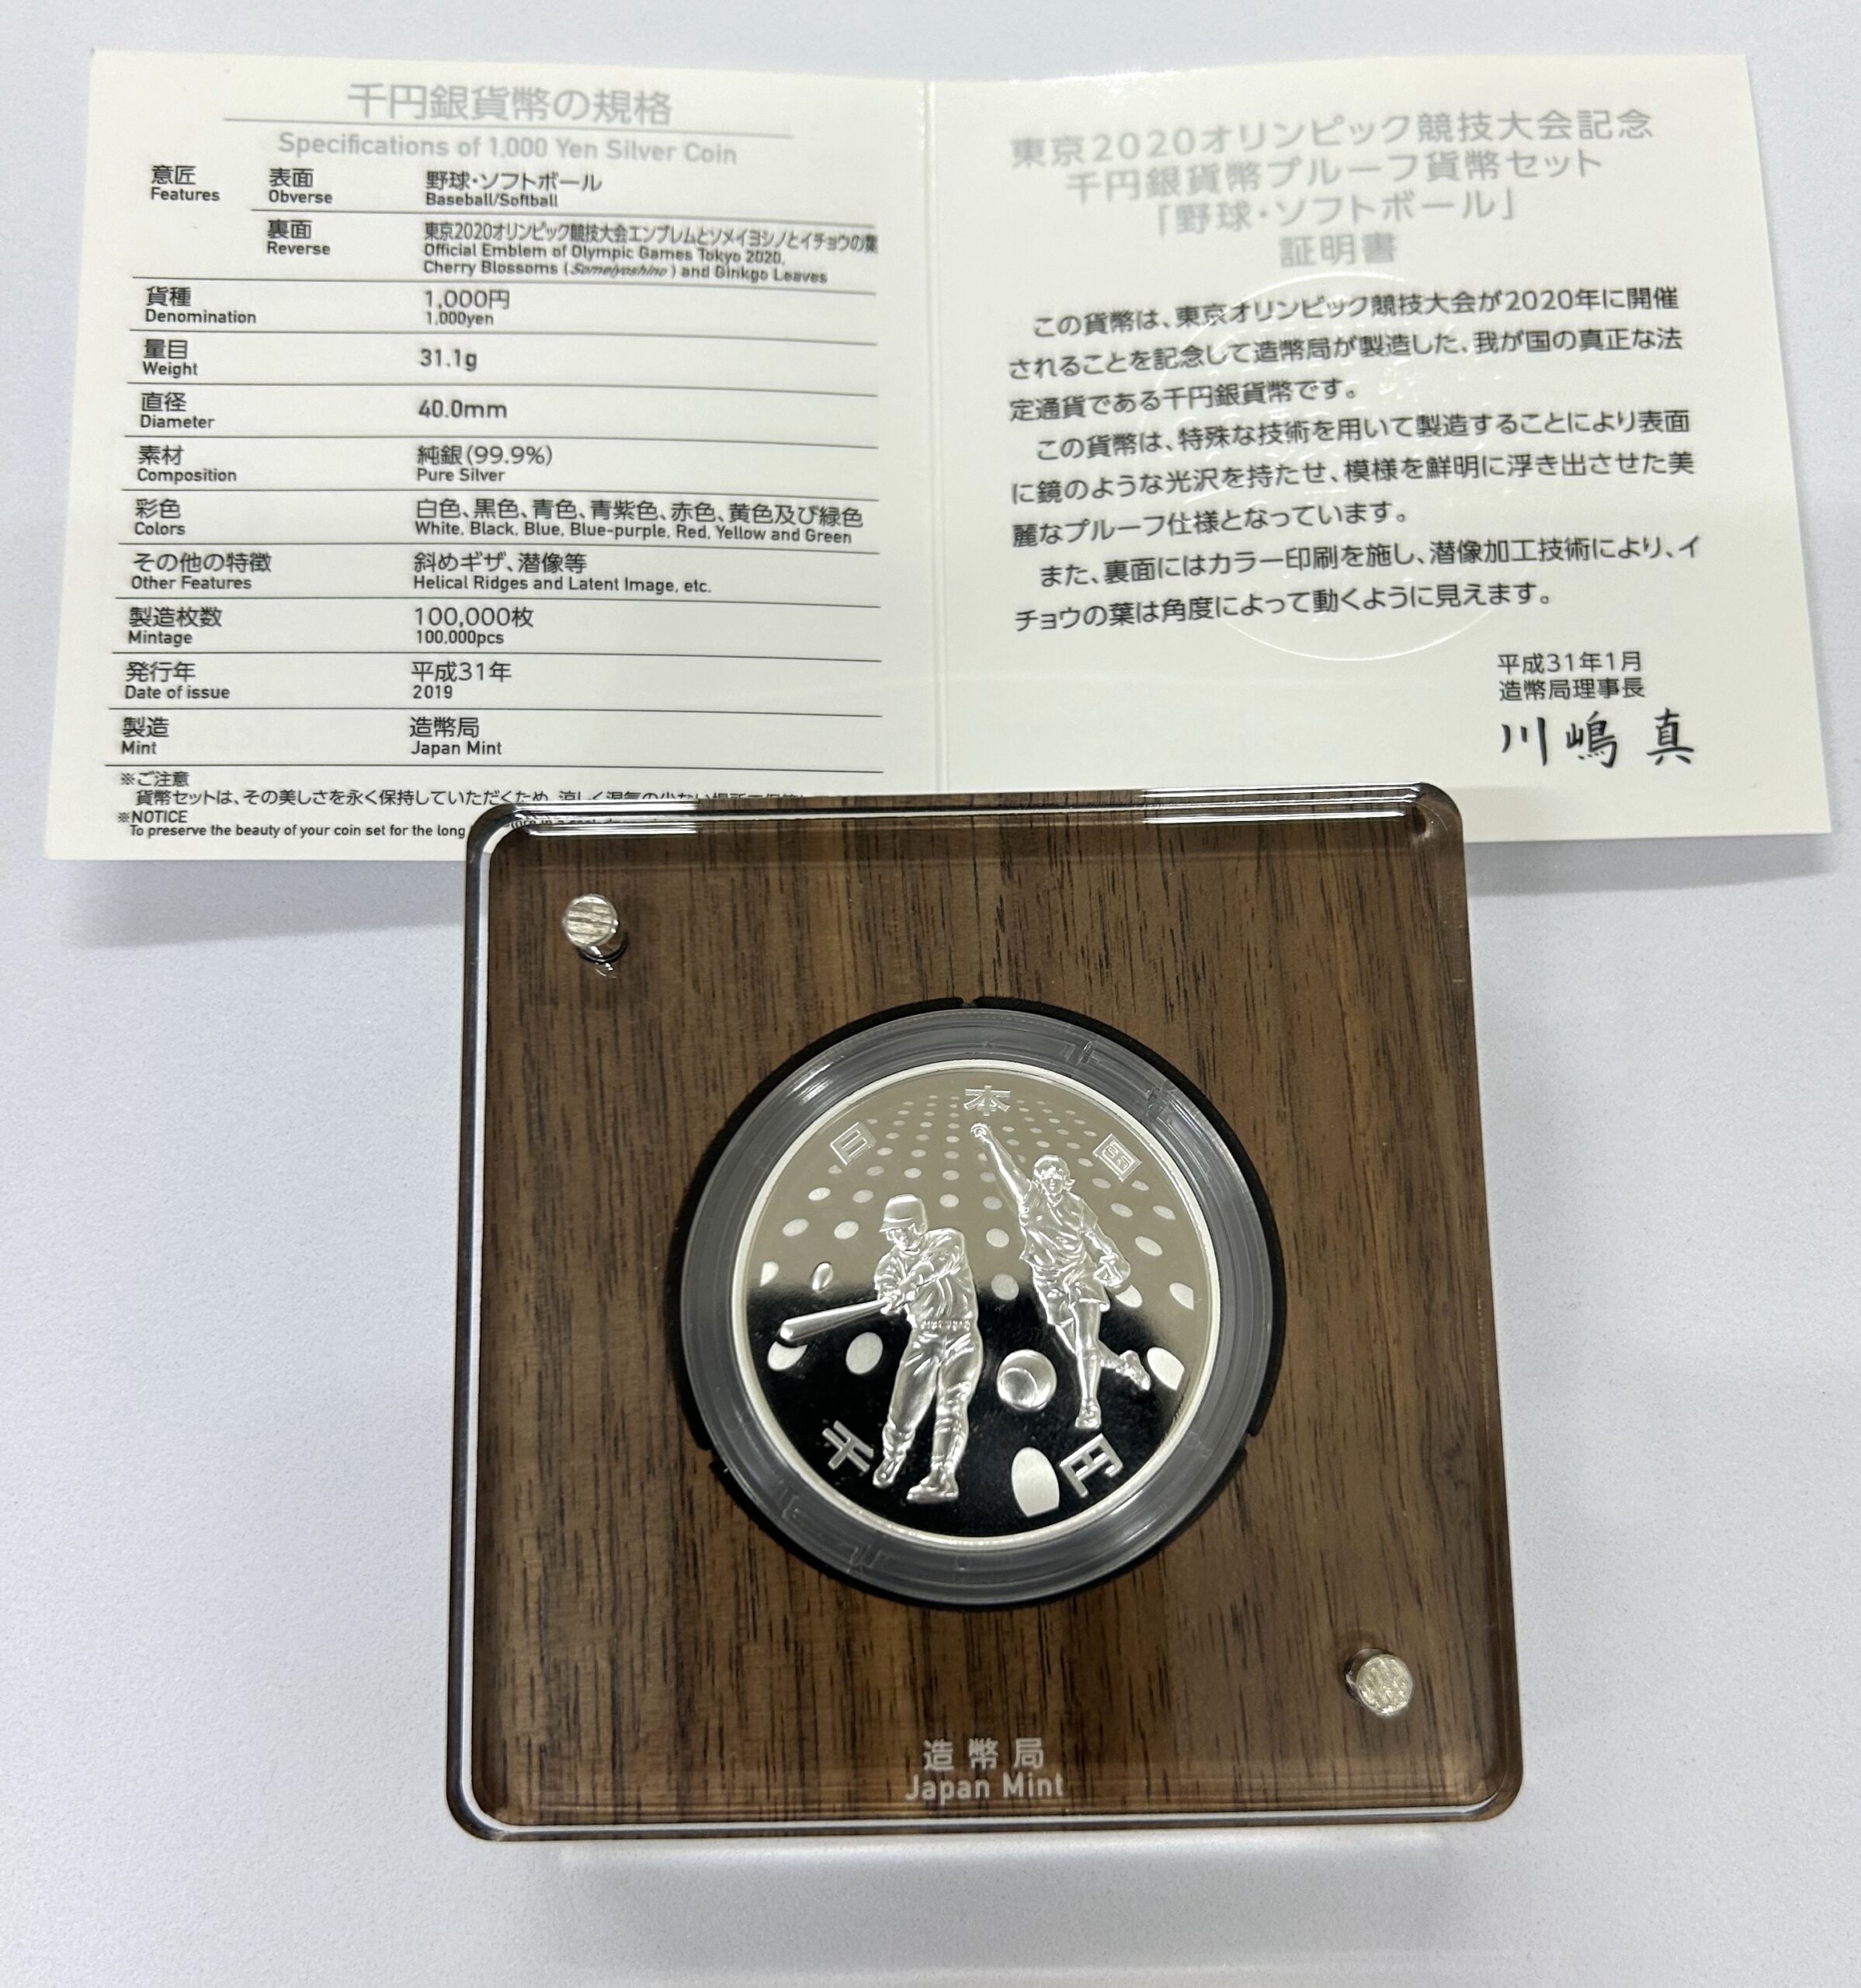 千円銀貨幣の規格
Specifications of 1,000 Yen Silver Coin
意匠 表面 野球・ソフトボール
Features Obverse Baseball/Softball
裏面 東京2020オリンピック競技大会エンブレムとソメイヨシノとイチョウの葉
Reverse Official Emblem of Olympic Games Tokyo 2020,
Cherry Blossoms (Someiyoshino) and Ginkgo Leaves
貨種 1,000円
Denomination 1,000yen
量目 31.1g
Weight
直径 40.0mm
Diameter
素材 純銀(99.9%)
Composition Pure Silver
彩色 白色、黒色、青色、青紫色、赤色、黄色及び緑色
Colors White, Black, Blue, Blue-purple, Red, Yellow and Green
その他の特徴 斜めギザ、潜像等
Other Features Helical Ridges and Latent Image, etc.
製造枚数 100,000枚
Mintage 100,000pcs
発行年 平成31年
Date of issue 2019
製造 造幣局
Mint Japan Mint
※ご注意
貨幣セットは、その美しさを永く保持していただくため、涼しく湿気の少ない場所で保管
※NOTICE
To preserve the beauty of your coin set for the long
東京2020オリンピック競技大会記念
千円銀貨幣プルーフ貨幣セット
「野球・ソフトボール」
証明書
この貨幣は、東京オリンピック競技大会が2020年に開催
されることを記念して造幣局が製造した、我が国の真正な法
定通貨である千円銀貨幣です。
この貨幣は、特殊な技術を用いて製造することにより表面
に鏡のような光沢を持たせ、模様を鮮明に浮き出させた美
麗なプルーフ仕様となっています。
また、裏面にはカラー印刷を施し、潜像加工技術により、イ
チョウの葉は角度によって動くように見えます。
平成31年1月
造幣局理事長
川嶋 真
日本国
千円
造幣局
Japan Mint